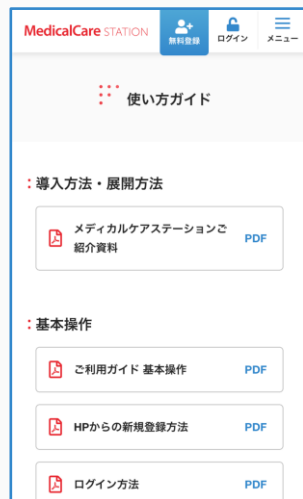 MedicalCare STATION
無料登録
ログイン
メニュー
使い方ガイド
導入方法・展開方法
メディカルケアステーションご
紹介資料
PDF
基本操作
ご利用ガイド 基本操作
PDF
HPからの新規登録方法
PDF
ログイン方法
PDF